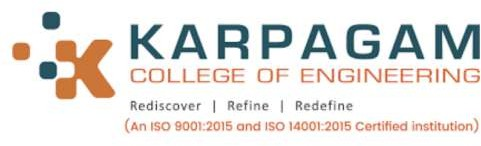 KARPAGAM
COLLEGE OF ENGINEERING
Rediscover | Refine | Redefine
(An ISO 9001:2015 and ISO 14001:2015 Certified institution)